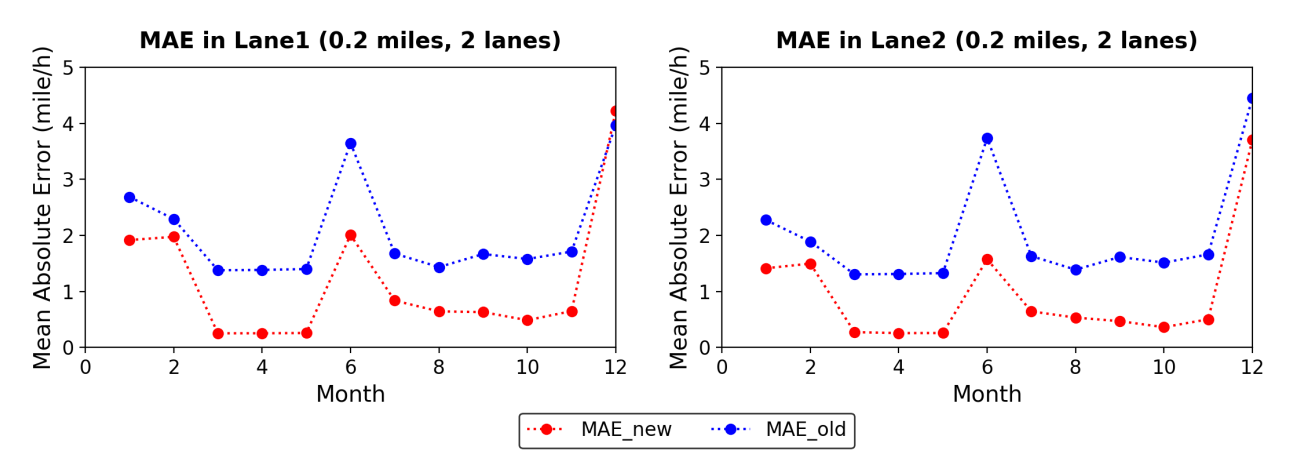 MAE in Lane1 (0.2 miles, 2 lanes)
Mean Absolute Error (mile/h)
5
4
3
2
1
0
0 2 4 6 8 10 12
Month
MAE in Lane2 (0.2 miles, 2 lanes)
Mean Absolute Error (mile/h)
5
4
3
2
1
0
0 2 4 6 8 10 12
Month
MAE_new MAE_old